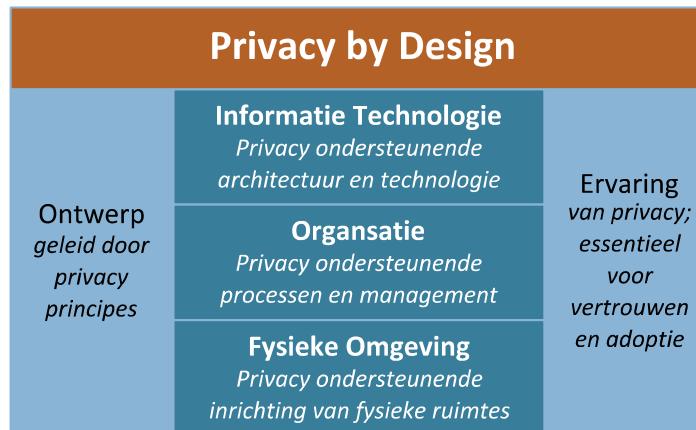 Privacy by Design
Ontwerp
geleid door
privacy
principes
Informatie Technologie
Privacy ondersteunende
architectuur en technologie
Organsatie
Privacy ondersteunende
processen en management
Fysieke Omgeving
Privacy ondersteunende
inrichting van fysieke ruimtes
Ervaring
van privacy;
essentieel
voor
vertrouwen
en adoptie